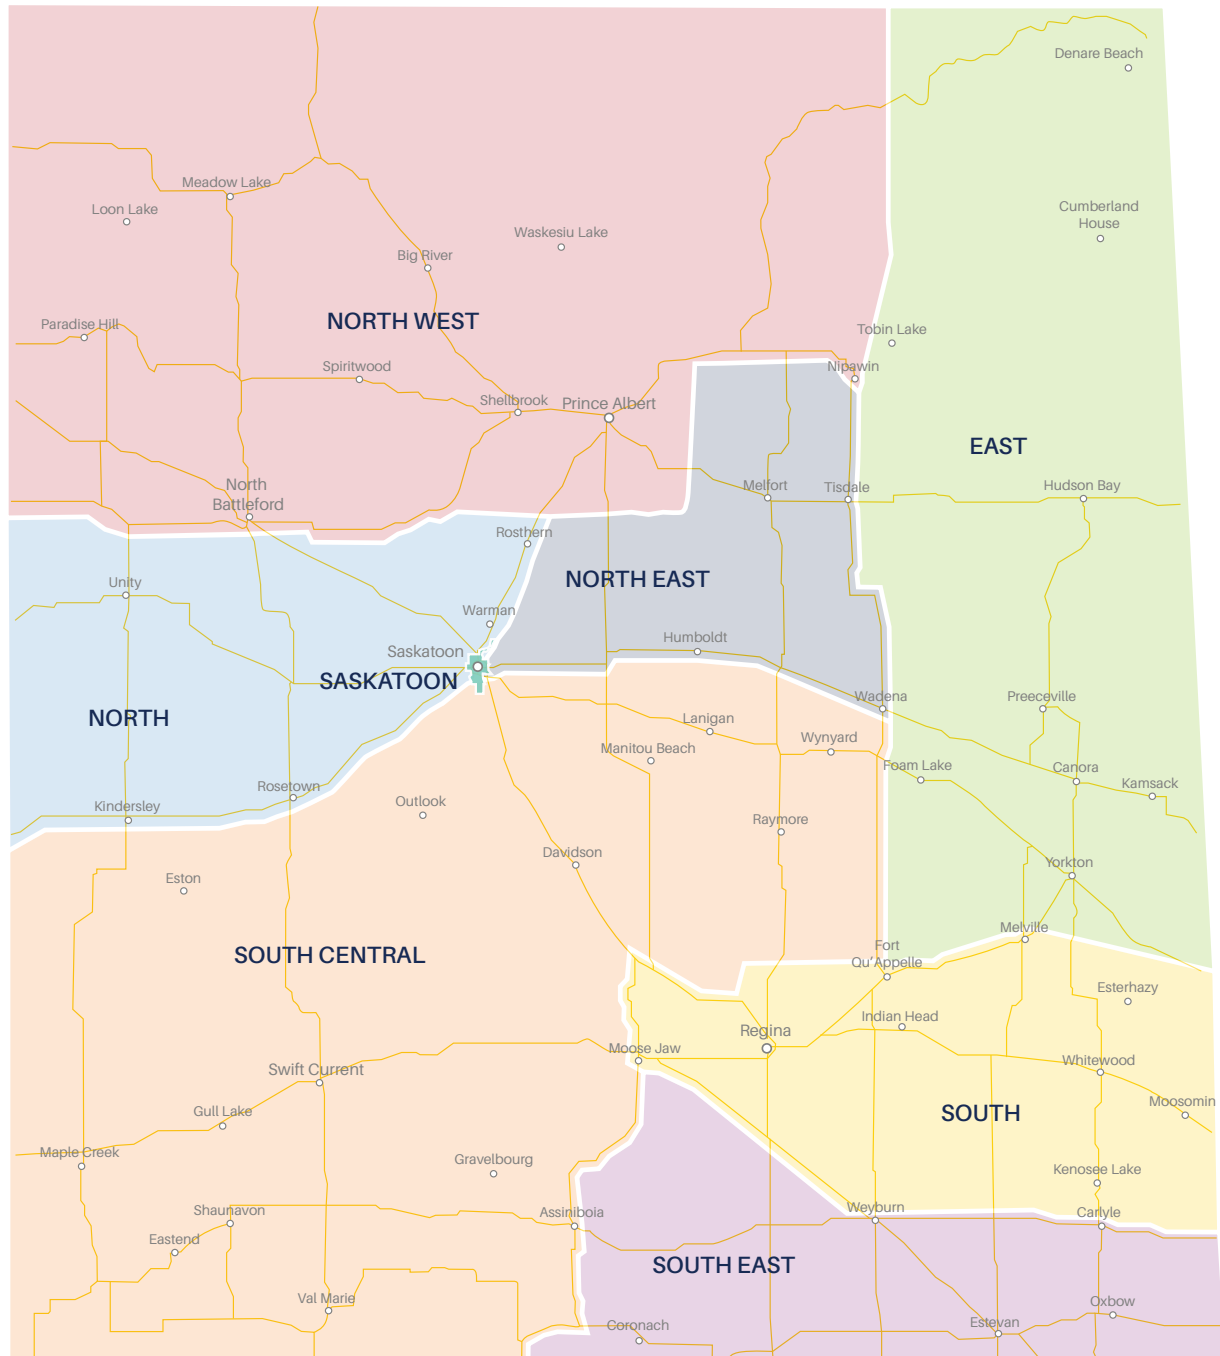 Denare Beach
Meadow Lake
Loon Lake
Cumberland
House
Waskesiu Lake
Big River
NORTH WEST
Paradise Hill
Tobin Lake
Spiritwood
Nipawin
Shellbrook
Prince Albert
EAST
North
Battleford
Melfort
Tisdale
Hudson Bay
Rosthern
NORTH EAST
Unity
Warman
Humboldt
Saskatoon
SASKATOON
Wadena
Preeceville
NORTH
Lanigan
Wynyard
Manitou Beach
Foam Lake
Canora
Kamsack
Rosetown
Kindersley
Outlook
Raymore
Davidson
Yorkton
Eston
Melville
SOUTH CENTRAL
Fort
Qu'Appelle
Esterhazy
Indian Head
Regina
Moose Jaw
Whitewood
Swift Current
Moosomin
Gull Lake
SOUTH
Maple Creek
Gravelbourg
Kenosee Lake
Shaunavon
Assiniboia
Weyburn
Carlyle
Eastend
SOUTH EAST
Val Marie
Oxbow
Coronach
Estevan